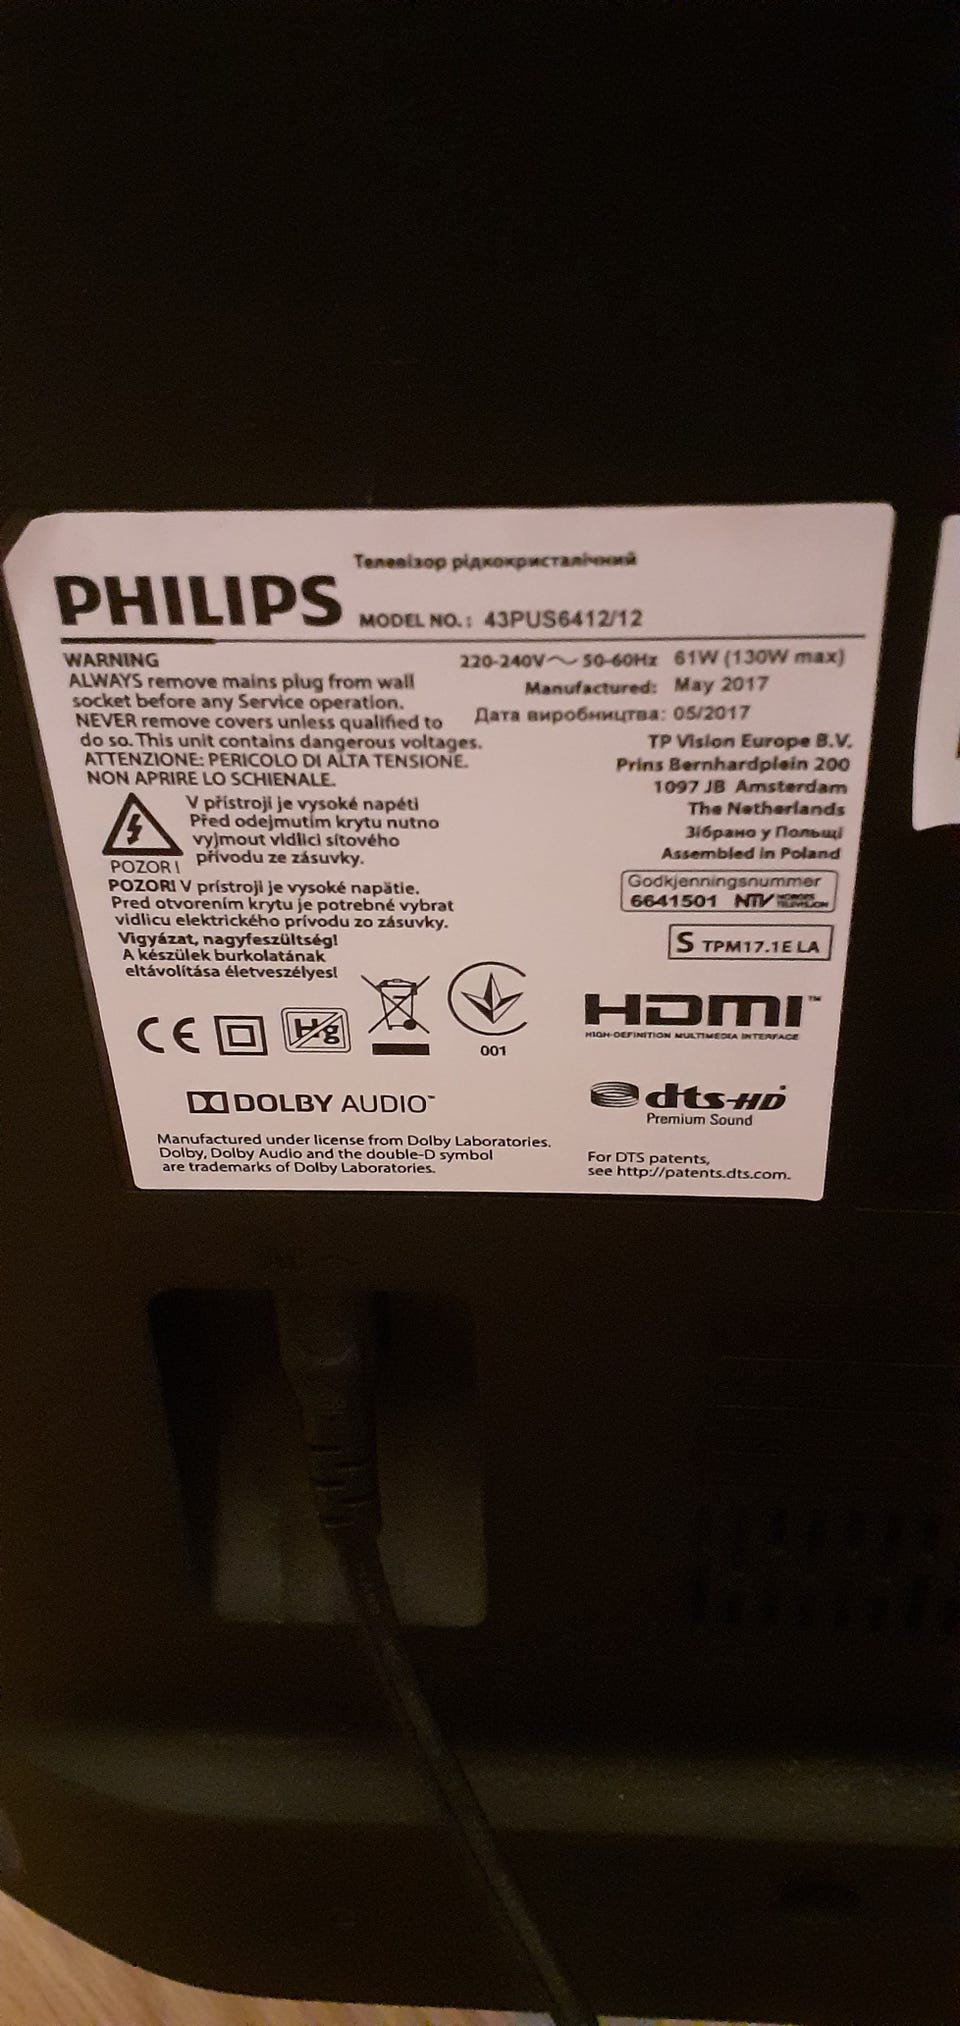 Телевізор рідкокристалічний
PHILIPS MODEL NO.: 43PUS6412/12
WARNING
ALWAYS remove mains plug from wall
socket before any Service operation.
NEVER remove covers unless qualified to
do so. This unit contains dangerous voltages.
ATTENZIONE: PERICOLO DI ALTA TENSIONE.
NON APRIRE LO SCHIENALE.
V přístroji je vysoké napětí
Před odejmutím krytu nutno
vyjmout vidlici síťového
přívodu ze zásuvky.
POZOR!
POZOR! V prístroji je vysoké napätie.
Pred otvorením krytu je potrebné vybrat
vidlicu elektrického prívodu zo zásuvky.
Vigyázat, nagyfeszültség!
A készülek burkolatának
eltávolítása életveszélyes!
220-240V~ 50-60Hz 61W (130W max)
Manufactured: May 2017
Дата виробництва: 05/2017
TP Vision Europe B.V.
Prins Bernhardplein 200
1097 JB Amsterdam
The Netherlands
Зібрано у Польщі
Assembled in Poland
Godkjenningsnummer
6641501 NTV NORGES TELEVISJON
S TPM17.1E LA
CE
Hg
001
HDMI™
HIGH-DEFINITION MULTIMEDIA INTERFACE
DOLBY AUDIO™
Manufactured under license from Dolby Laboratories.
Dolby, Dolby Audio and the double-D symbol
are trademarks of Dolby Laboratories.
dts-HD
Premium Sound
For DTS patents,
see http://patents.dts.com.